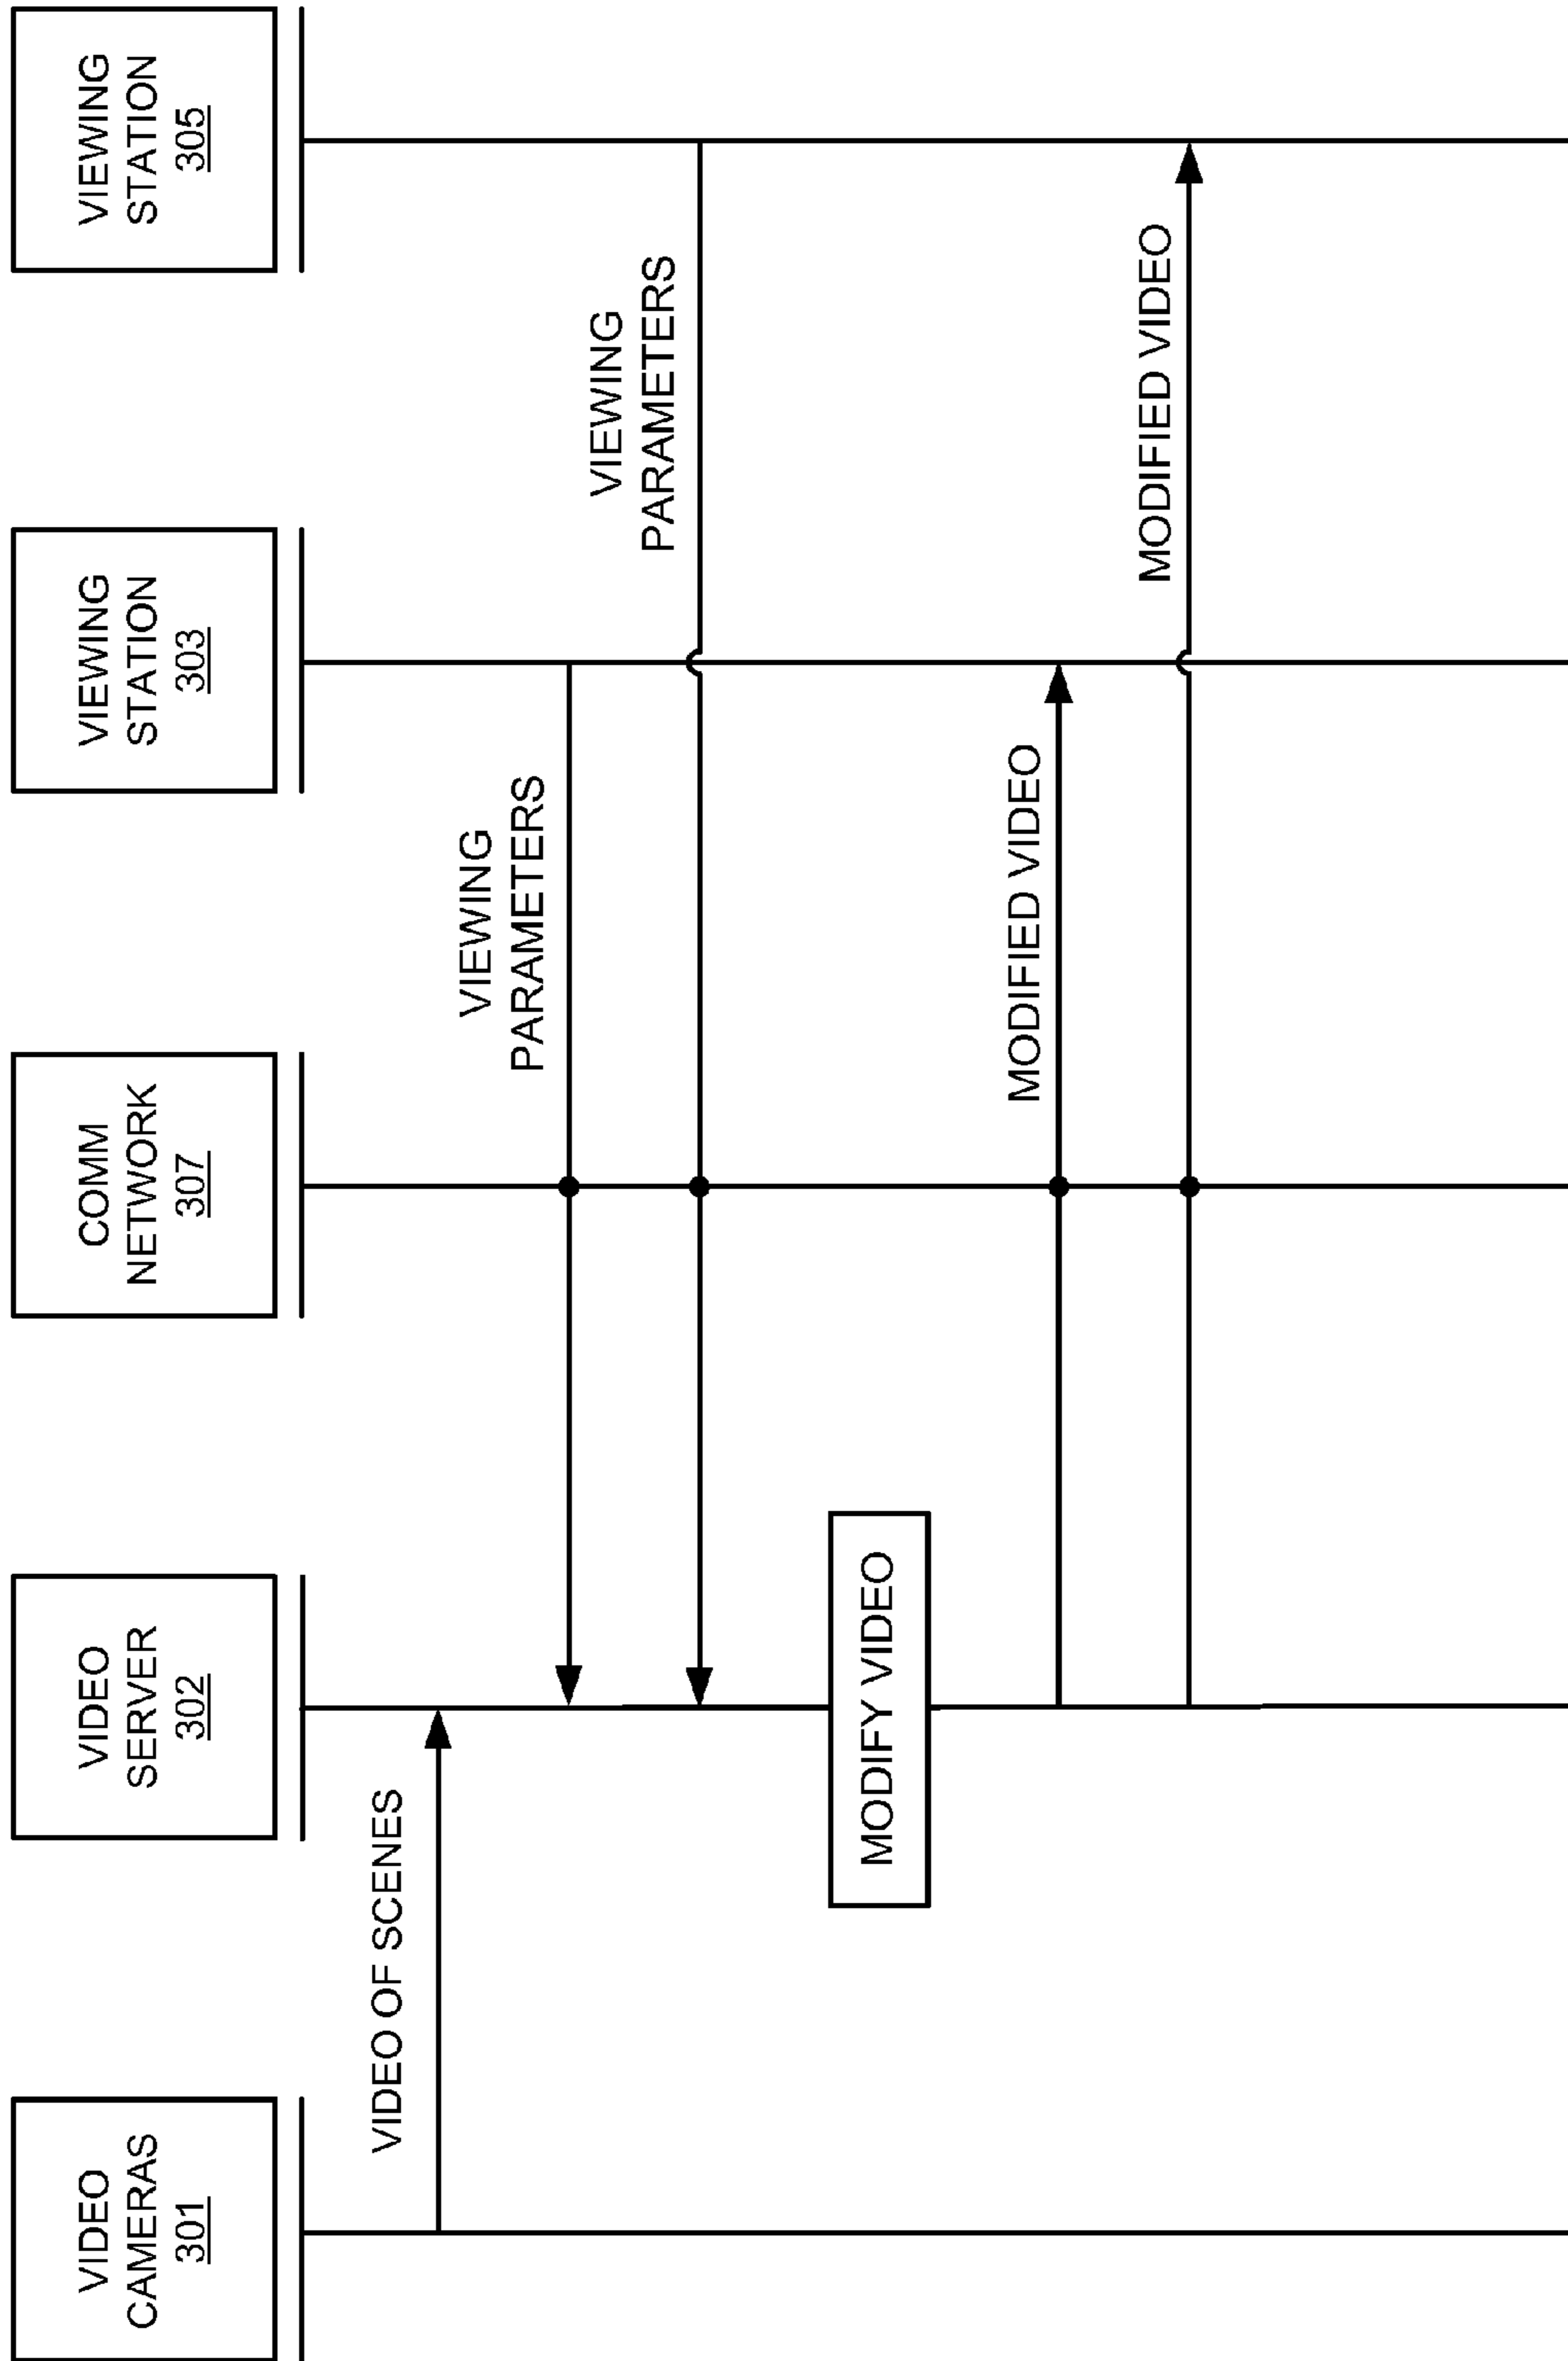 VIDEO
CAMERAS
301
VIDEO
SERVER
302
COMM
NETWORK
307
VIEWING
STATION
303
VIEWING
STATION
305
VIDEO OF SCENES
VIEWING
PARAMETERS
VIEWING
PARAMETERS
MODIFY VIDEO
MODIFIED VIDEO
MODIFIED VIDEO